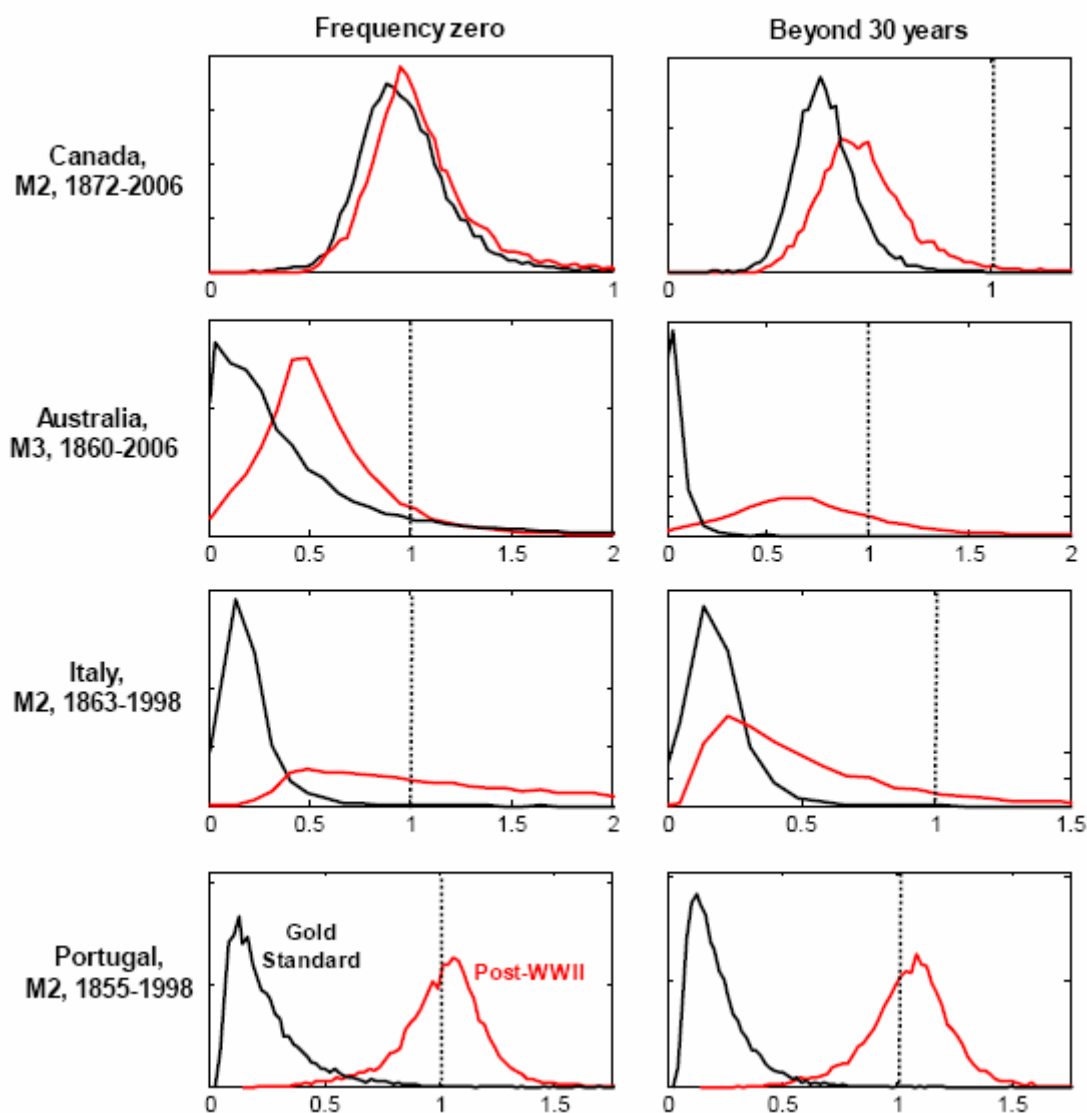 Frequency zero
Beyond 30 years
Canada,
M2, 1872-2006
0
1
0
1
Australia,
M3, 1860-2006
0
0.5
1
1.5
2
0
0.5
1
1.5
2
Italy,
M2, 1863-1998
0
0.5
1
1.5
2
0
0.5
1
1.5
Portugal,
M2, 1855-1998
Gold
Standard
Post-WWII
0
0.5
1
1.5
0
0.5
1
1.5